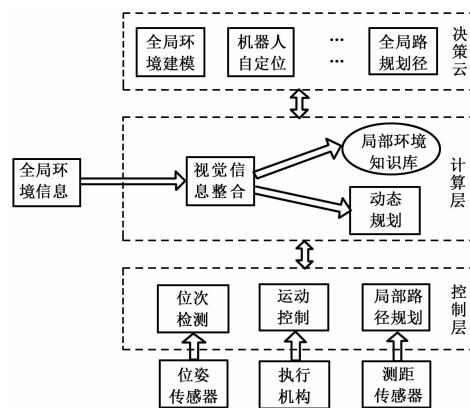 全局环
境建模
机器人
自定位
···
···
全局路
规划径
决策云
全局环
境信息
视觉信
息整合
局部环境
知识库
动态
规划
计算层
位次
检测
运动
控制
局部路
径规划
控制层
位姿
传感器
执行
机构
测距
传感器